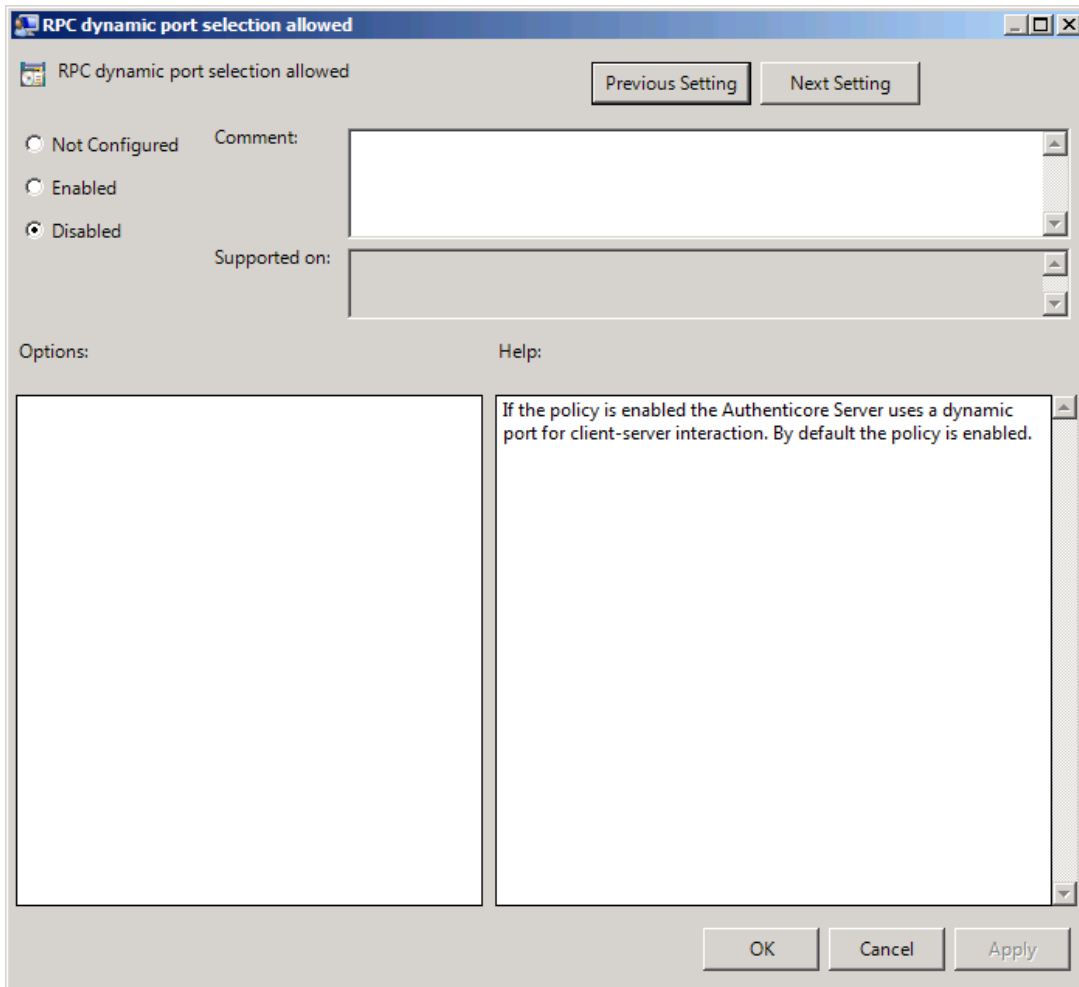 RPC dynamic port selection allowed
RPC dynamic port selection allowed
Previous Setting
Next Setting
Not Configured
Comment:
Enabled
Disabled
Supported on:
Options:
Help:
If the policy is enabled the Authenticore Server uses a dynamic
port for client-server interaction. By default the policy is enabled.
OK
Cancel
Apply